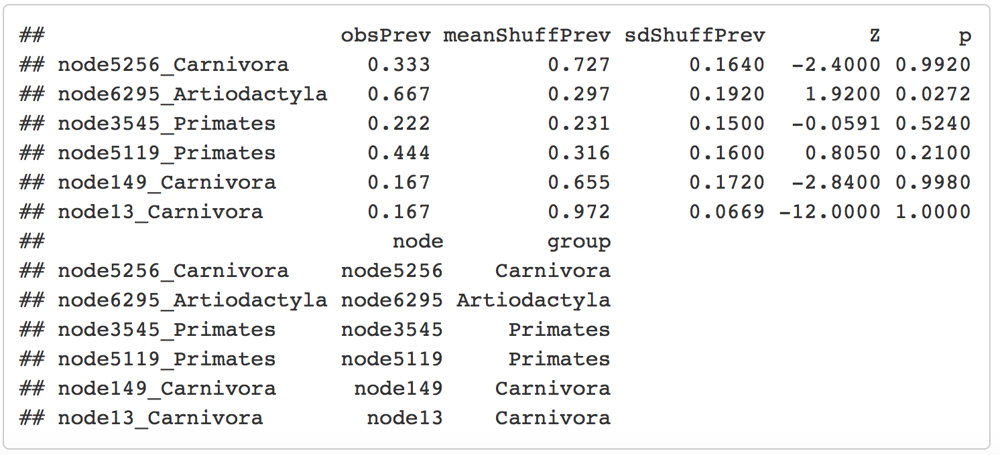 ##                         obsPrev meanShuffPrev sdShuffPrev        Z      p
## node5256_Carnivora        0.333         0.727      0.1640  -2.4000 0.9920
## node6295_Artiodactyla     0.667         0.297      0.1920   1.9200 0.0272
## node3545_Primates         0.222         0.231      0.1500  -0.0591 0.5240
## node5119_Primates         0.444         0.316      0.1600   0.8050 0.2100
## node149_Carnivora         0.167         0.655      0.1720  -2.8400 0.9980
## node13_Carnivora          0.167         0.972      0.0669 -12.0000 1.0000
##                            node        group
## node5256_Carnivora     node5256    Carnivora
## node6295_Artiodactyla  node6295 Artiodactyla
## node3545_Primates      node3545     Primates
## node5119_Primates      node5119     Primates
## node149_Carnivora       node149    Carnivora
## node13_Carnivora         node13    Carnivora